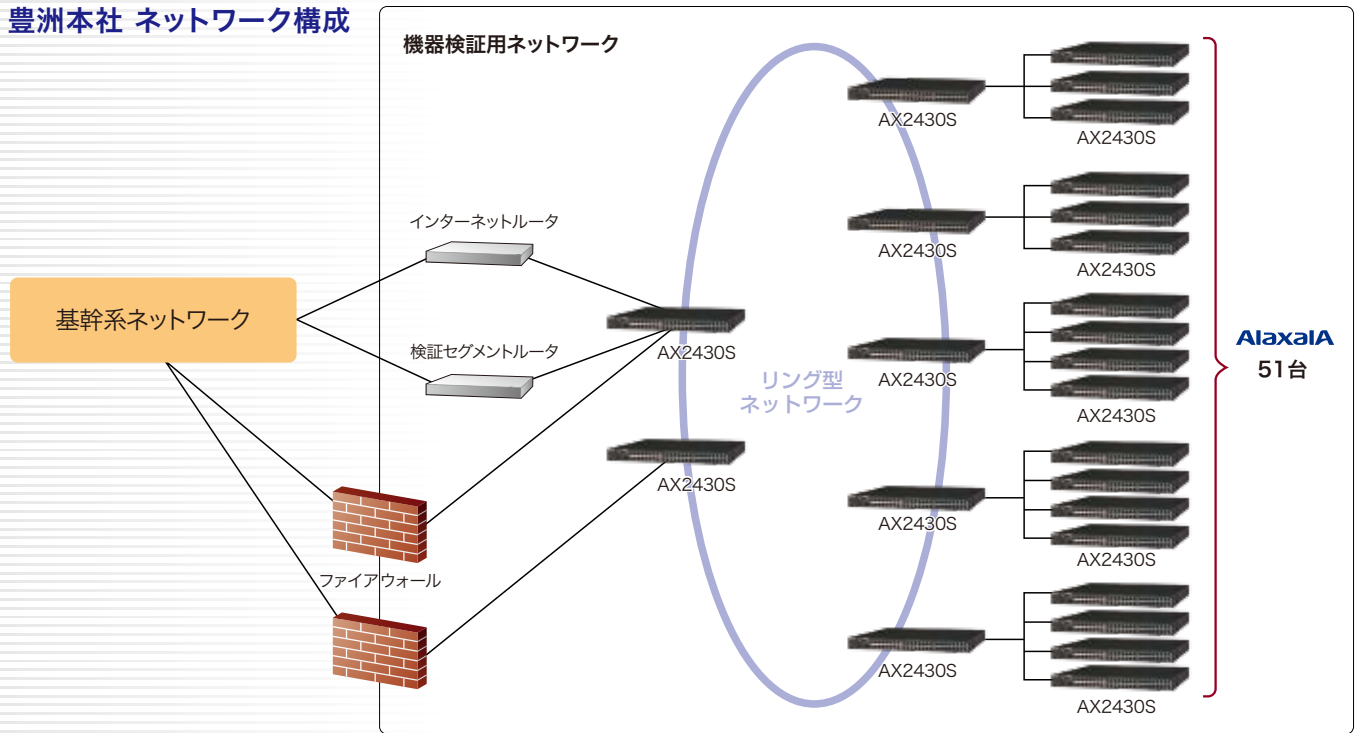 豊洲本社 ネットワーク構成
機器検証用ネットワーク
インターネットルータ
基幹系ネットワーク
検証セグメントルータ
ファイアウォール
AX2430S
AX2430S
リング型
ネットワーク
AX2430S
AX2430S
AX2430S
AX2430S
AX2430S
AX2430S
AX2430S
AX2430S
AX2430S
AX2430S
AlaxalA
51台